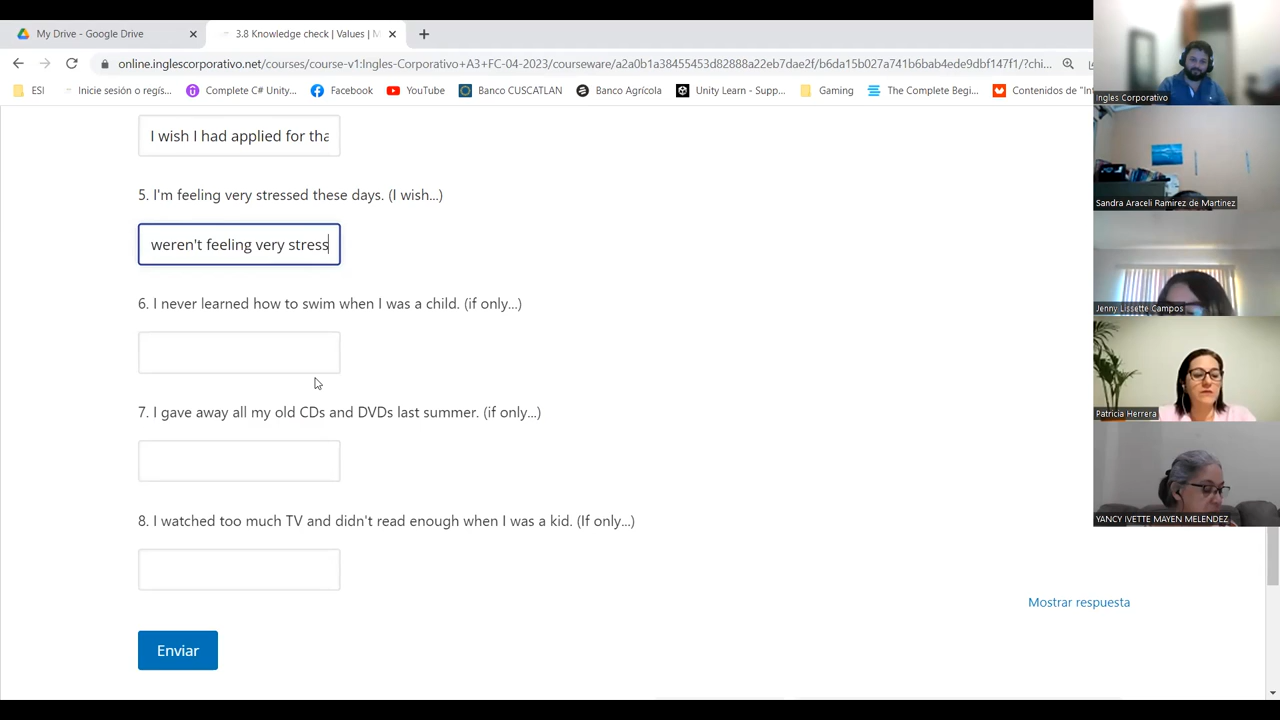 My Drive - Google Drive
3.8 Knowledge check | Values | M
online.inglescorporativo.net/courses/course-v1:Ingles-Corporativo+A3+FC-04-2023/courseware/a2a0b1a38455453d82888a22eb7dae2f/b6da15b027a741b6bab4ede9dbf147f1/?chi...
ESI
Inicie sesión o regís...
Complete C# Unity...
Facebook
YouTube
Banco CUSCATLAN
Banco Agrícola
Unity Learn - Supp...
Gaming
The Complete Begi...
Contenidos de "Int
I wish I had applied for tha
5. I'm feeling very stressed these days. (I wish...)
weren't feeling very stress
6. I never learned how to swim when I was a child. (if only...)
7. I gave away all my old CDs and DVDs last summer. (if only...)
8. I watched too much TV and didn't read enough when I was a kid. (If only...)
Mostrar respuesta
Enviar
Ingles Corporativo
Sandra Araceli Ramirez de Martinez
Jenny Lissette Campos
Patricia Herrera
YANCY IVETTE MAYEN MELENDEZ